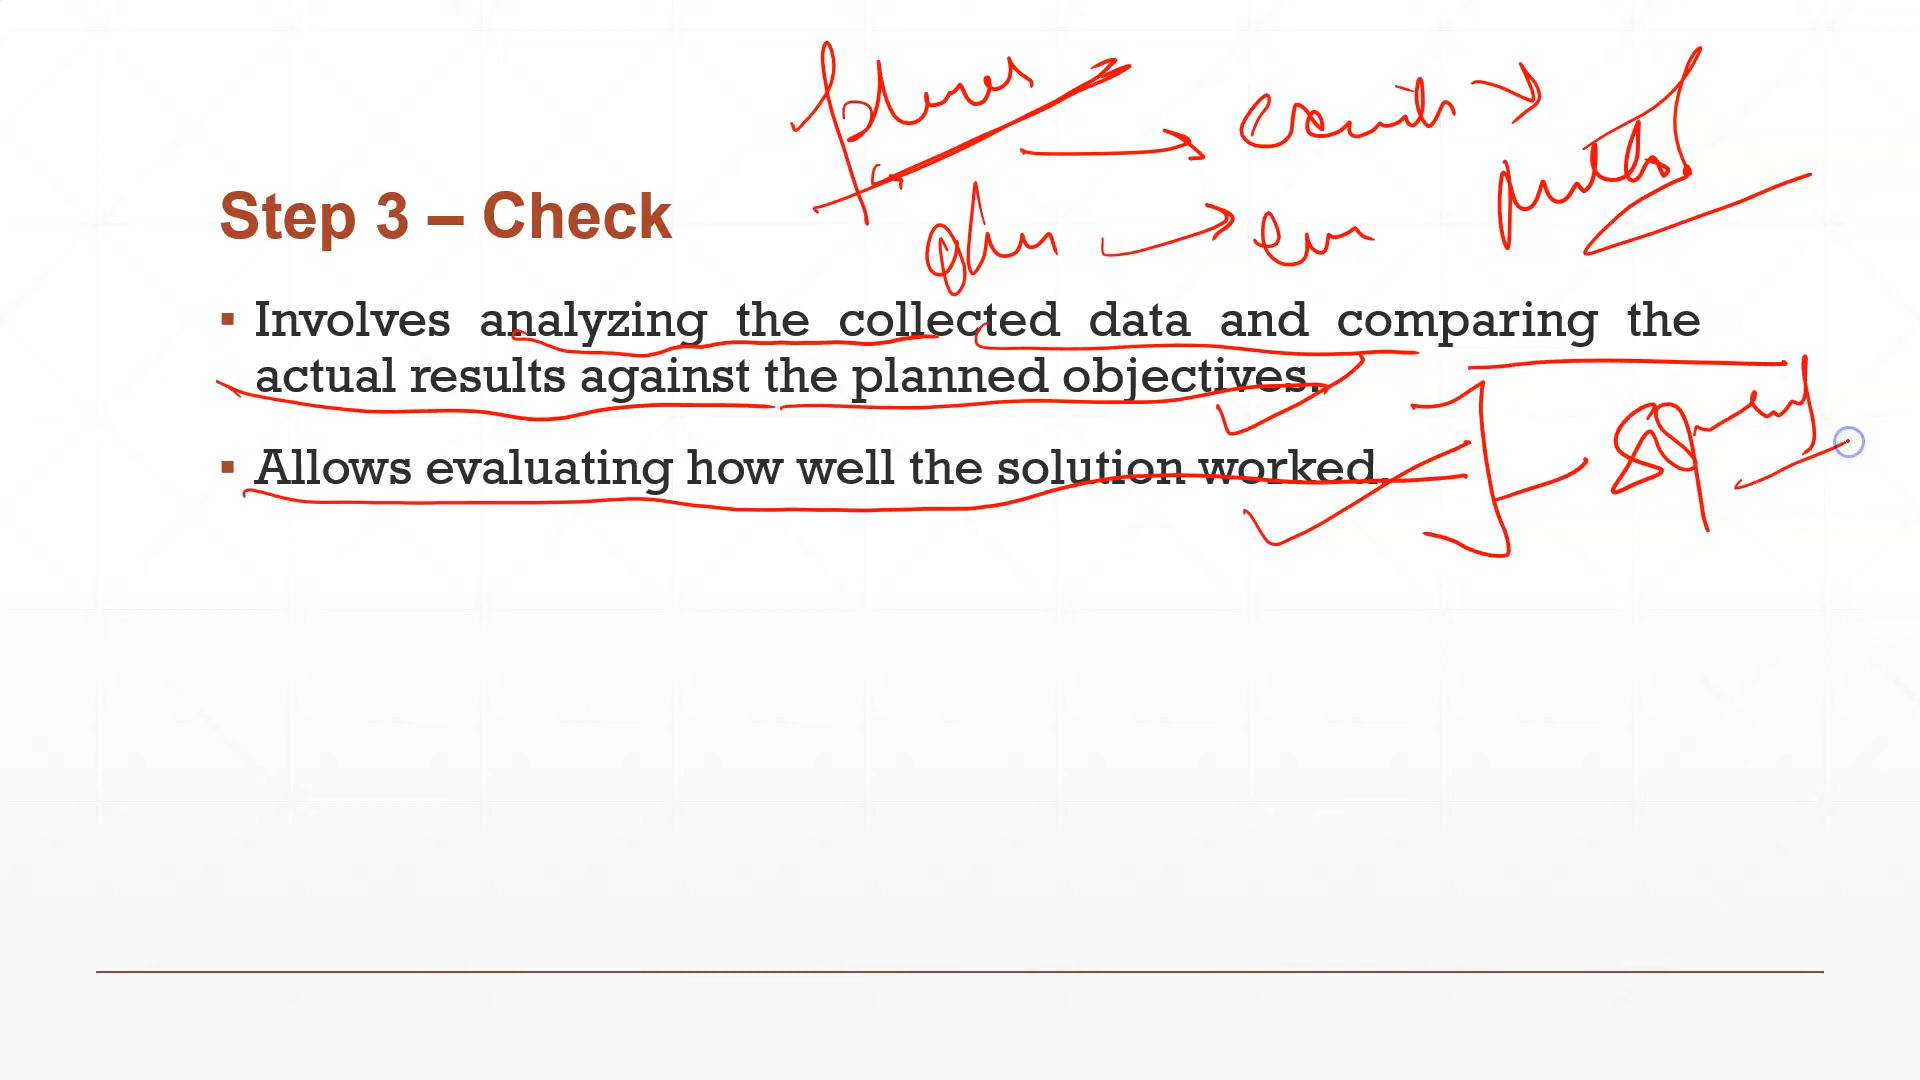 Step 3 – Check
▪ Involves analyzing the collected data and comparing the
actual results against the planned objectives.
▪ Allows evaluating how well the solution worked.